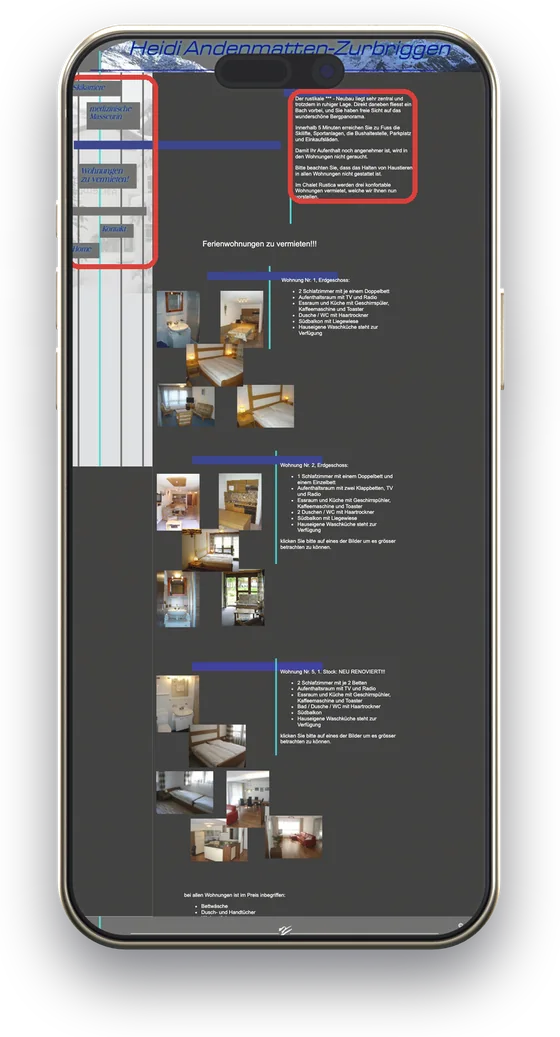 Heidi Andenmatten-Zurbriggen
Skikarriere
medizinische
Masseurin
Wohnungen
zu vermieten!
Kontakt
Home
Der rustikale *** - Neubau liegt sehr zentral und
trotzdem in ruhiger Lage. Direkt daneben fliesst ein
Bach vorbei, und Sie haben freie Sicht auf das
wunderschöne Bergpanorama.
Innerhalb 5 Minuten erreichen Sie zu Fuss die
Skilifte, Sportanlagen, die Bushaltestelle, Parkplatz
und Einkaufsläden.
Damit Ihr Aufenthalt noch angenehmer ist, wird in
den Wohnungen nicht geraucht.
Bitte beachten Sie, dass das Halten von Haustieren
in allen Wohnungen nicht gestattet ist.
Im Chalet Rustica werden drei konfortable
Wohnungen vermietet, welche wir Ihnen nun
vorstellen.
Ferienwohnungen zu vermieten!!!
Wohnung Nr. 1, Erdgeschoss:
2 Schlafzimmer mit je einem Doppelbett
Aufenthaltsraum mit TV und Radio
Essraum und Küche mit Geschirrspüler,
Kaffeemaschine und Toaster
Dusche / WC mit Haartrockner
Südbalkon mit Liegewiese
Hauseigene Waschküche steht zur
Verfügung
Wohnung Nr. 2, Erdgeschoss:
1 Schlafzimmer mit einem Doppelbett und
einem Einzelbett
Aufenthaltsraum mit zwei Klappbetten, TV
und Radio
Essraum und Küche mit Geschirrspühler,
Kaffemaschine und Toaster
2 Duschen / WC mit Haartrockner
Südbalkon mit Liegewiese
Hauseigene Waschküche steht zur
Verfügung
klicken Sie bitte auf eines der Bilder um es grösser
betrachten zu können.
Wohnung Nr. 5, 1. Stock: NEU RENOVIERT!!!
2 Schlafzimmer mit je 2 Betten
Aufenthaltsraum mit TV und Radio
Essraum und Küche mit Geschirrspühler,
Kaffemaschine und Toaster
Bad / Dusche / WC mit Haartrockner
Südbalkon
Hauseigene Waschküche steht zur
Verfügung
klicken Sie bitte auf eines der Bilder um es grösser
betrachten zu können.
bei allen Wohnungen ist im Preis inbegriffen:
Bettwäsche
Dusch- und Handtücher